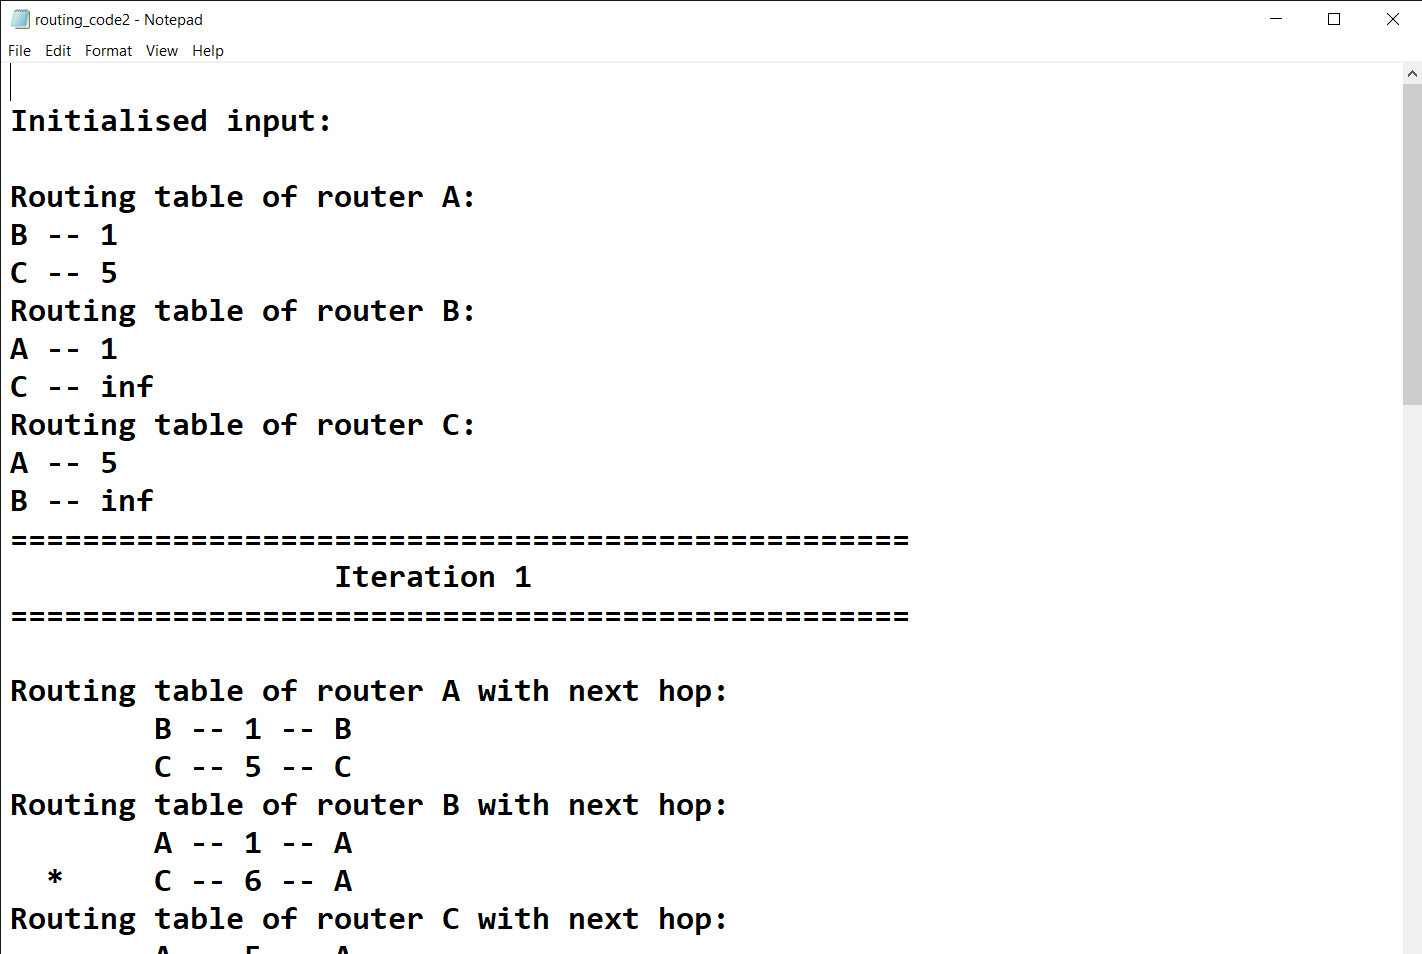 routing_code2 - Notepad
File Edit Format View Help
Initialised input:
Routing table of router A:
B -- 1
C -- 5
Routing table of router B:
A -- 1
C -- inf
Routing table of router C:
A -- 5
B -- inf
==================================================
Iteration 1
==================================================
Routing table of router A with next hop:
B -- 1 -- B
C -- 5 -- C
Routing table of router B with next hop:
A -- 1 -- A
* C -- 6 -- A
Routing table of router C with next hop:
A -- 5 -- A